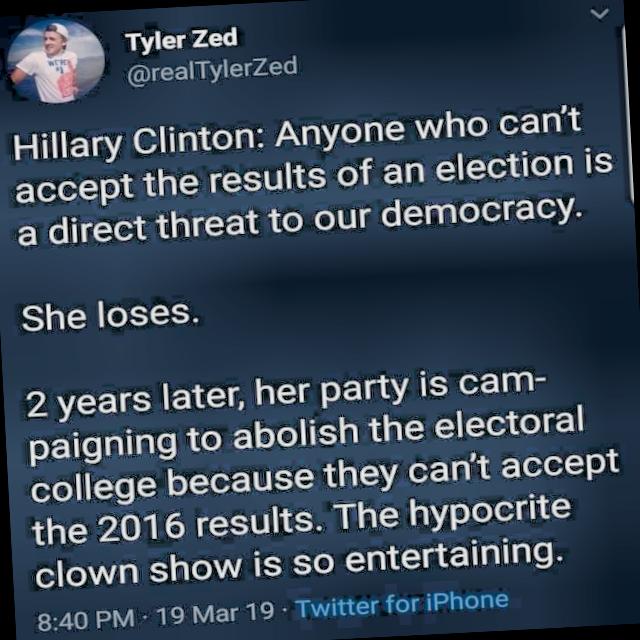 Tyler Zed
@realTylerZed
Hillary Clinton: Anyone who can't
accept the results of an election is
a direct threat to our democracy.
She loses.
2 years later, her party is cam-
paigning to abolish the electoral
college because they can't accept
the 2016 results. The hypocrite
clown show is so entertaining.
8:40 PM · 19 Mar 19 · Twitter for iPhone